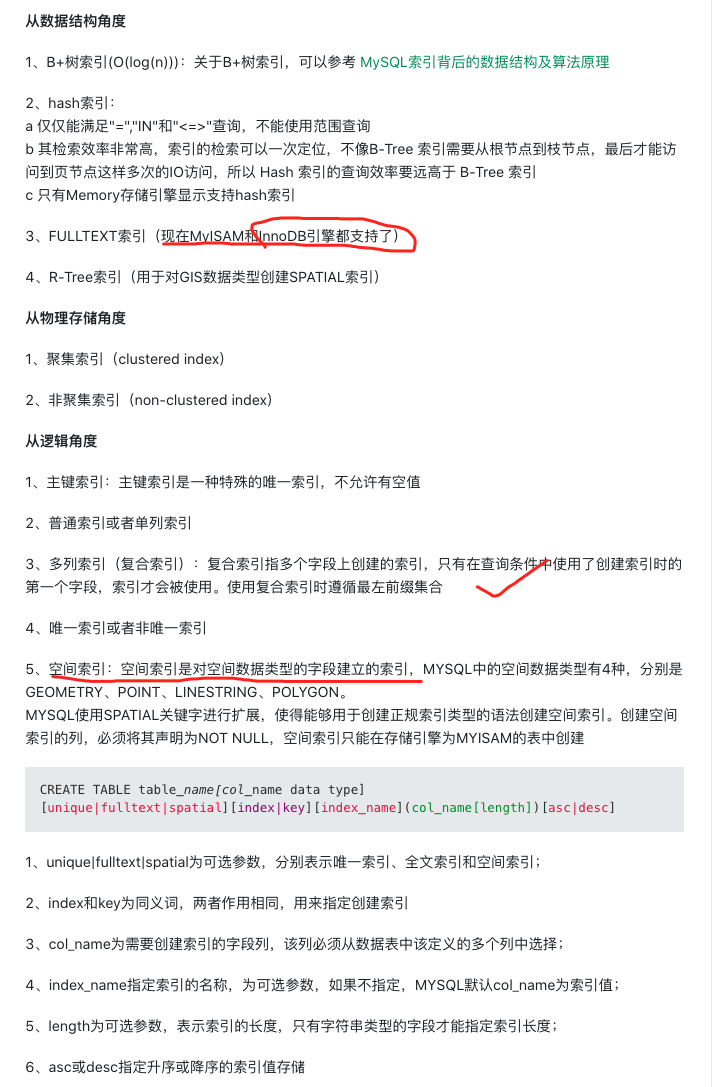 从数据结构角度
1、B+树索引(O(log(n)))：关于B+树索引，可以参考 MySQL索引背后的数据结构及算法原理
2、hash索引：
a 仅仅能满足"=","IN"和"<=>"查询，不能使用范围查询
b 其检索效率非常高，索引的检索可以一次定位，不像B-Tree 索引需要从根节点到枝节点，最后才能访
问到页节点这样多次的IO访问，所以 Hash 索引的查询效率要远高于 B-Tree 索引
c 只有Memory存储引擎显示支持hash索引
3、FULLTEXT索引（现在MyISAM和InnoDB引擎都支持了）
4、R-Tree索引（用于对GIS数据类型创建SPATIAL索引）
从物理存储角度
1、聚集索引（clustered index）
2、非聚集索引（non-clustered index）
从逻辑角度
1、主键索引：主键索引是一种特殊的唯一索引，不允许有空值
2、普通索引或者单列索引
3、多列索引（复合索引）：复合索引指多个字段上创建的索引，只有在查询条件中使用了创建索引时的
第一个字段，索引才会被使用。使用复合索引时遵循最左前缀集合
4、唯一索引或者非唯一索引
5、空间索引：空间索引是对空间数据类型的字段建立的索引，MYSQL中的空间数据类型有4种，分别是
GEOMETRY、POINT、LINESTRING、POLYGON。
MYSQL使用SPATIAL关键字进行扩展，使得能够用于创建正规索引类型的语法创建空间索引。创建空间
索引的列，必须将其声明为NOT NULL，空间索引只能在存储引擎为MYISAM的表中创建
CREATE TABLE table_name[col_name data type]
[unique|fulltext|spatial][index|key][index_name](col_name[length])[asc|desc]
1、unique|fulltext|spatial为可选参数，分别表示唯一索引、全文索引和空间索引；
2、index和key为同义词，两者作用相同，用来指定创建索引
3、col_name为需要创建索引的字段列，该列必须从数据表中该定义的多个列中选择；
4、index_name指定索引的名称，为可选参数，如果不指定，MYSQL默认col_name为索引值；
5、length为可选参数，表示索引的长度，只有字符串类型的字段才能指定索引长度；
6、asc或desc指定升序或降序的索引值存储